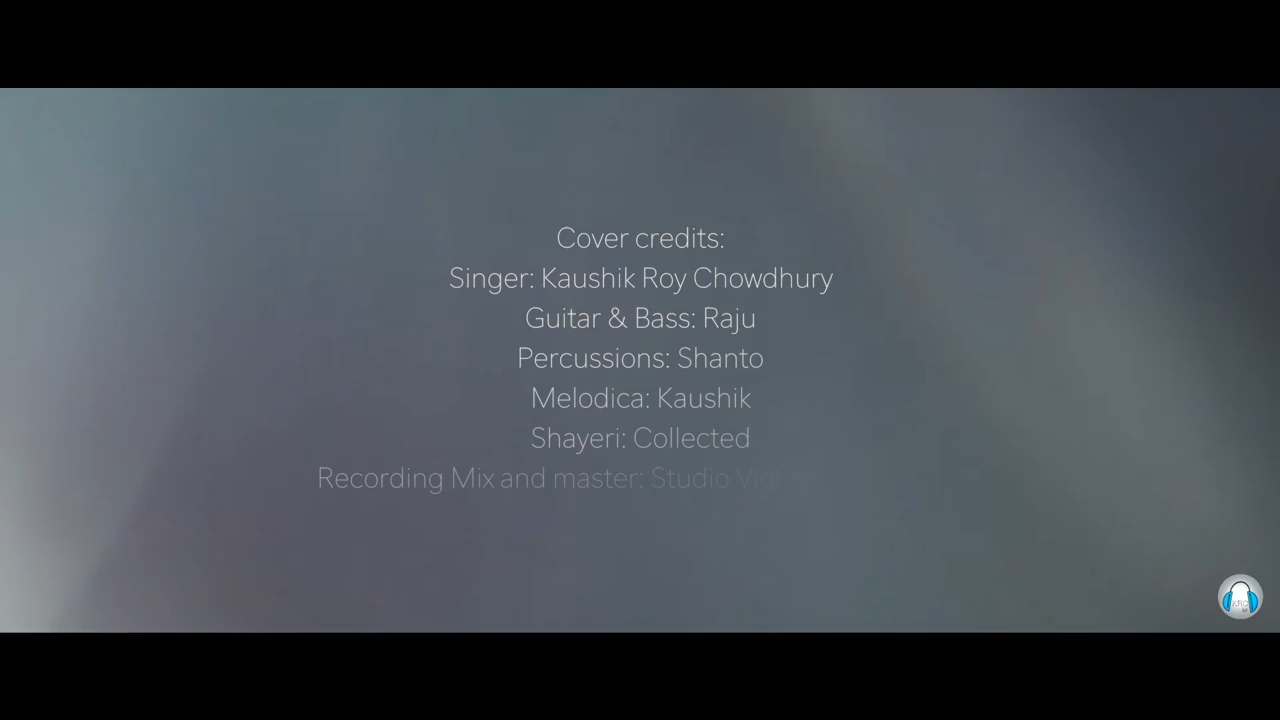 Cover credits:
Singer: Kaushik Roy Chowdhury
Guitar & Bass: Raju
Percussions: Shanto
Melodica: Kaushik
Shayeri: Collected
Recording Mix and master: Studio